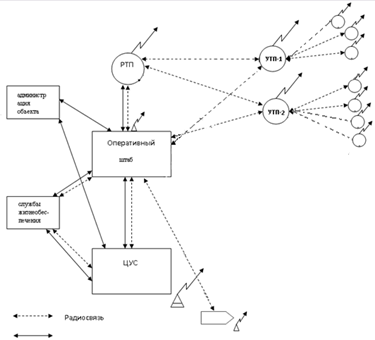 РТП
УТП-1
УТП-2
администр
ация
объекта
Оперативный
штаб
службы
жизнеобес-
печения
ЦУС
Радиосвязь